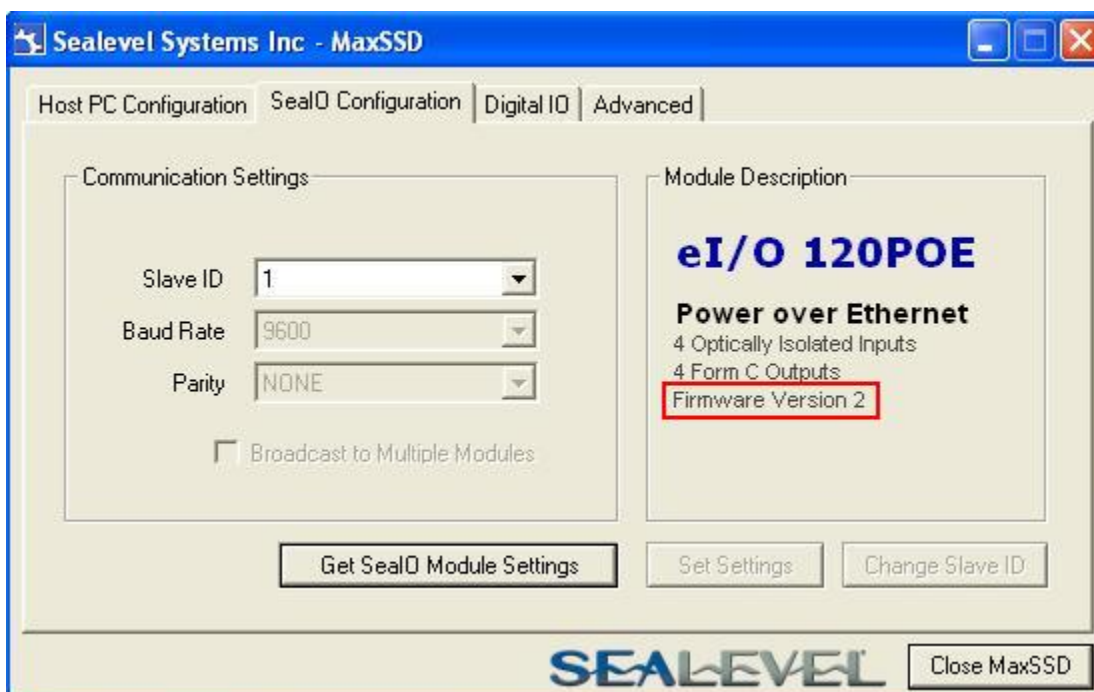 Sealevel Systems Inc - MaxSSD
Host PC Configuration
SeaIO Configuration
Digital IO
Advanced
Communication Settings
Slave ID
1
Baud Rate
9600
Parity
NONE
Broadcast to Multiple Modules
Module Description
eI/O 120POE
Power over Ethernet
4 Optically Isolated Inputs
4 Form C Outputs
Firmware Version 2
Get SeaIO Module Settings
Set Settings
Change Slave ID
SEALEVEL
Close MaxSSD